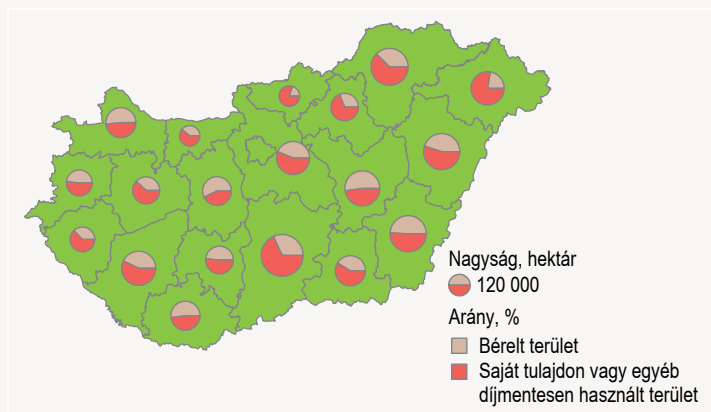 Nagyság, hektár
120 000
Arány, %
Bérelt terület
Saját tulajdon vagy egyéb
díjmentesen használt terület